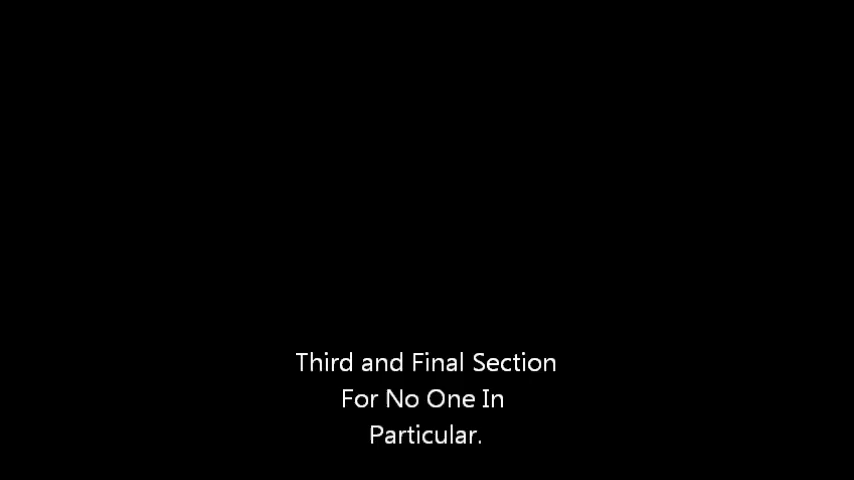 Third and Final Section
For No One In
Particular.